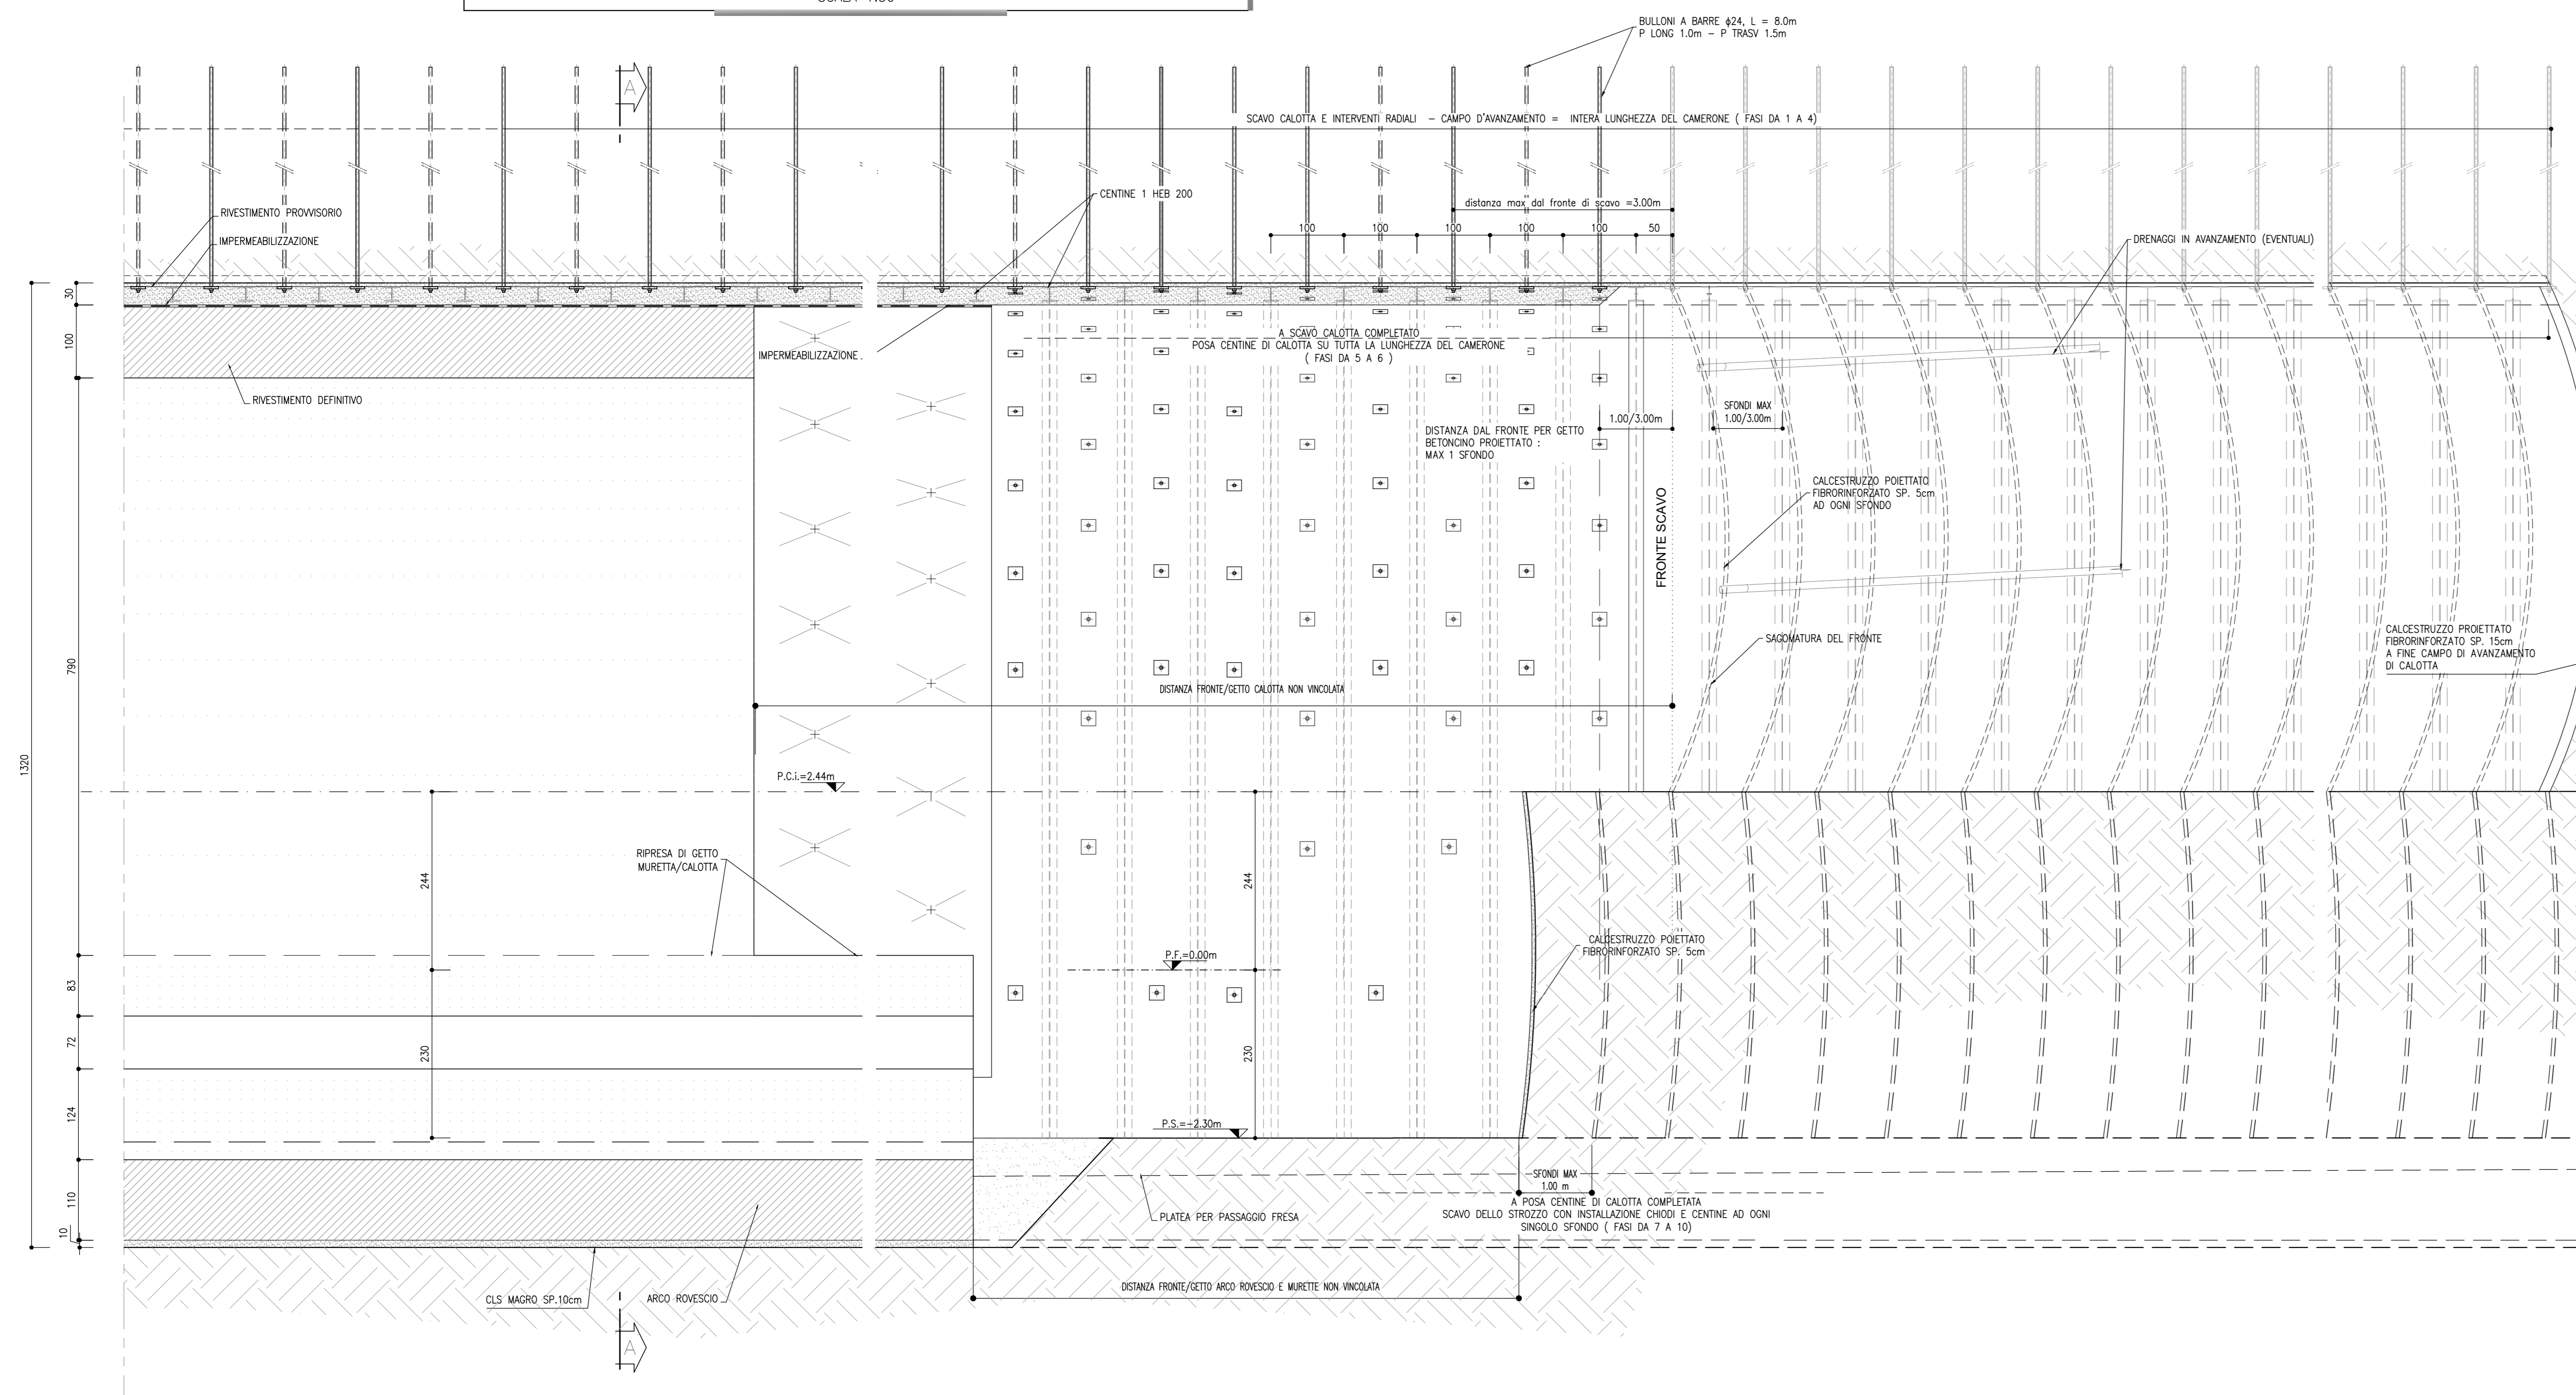 BULLONI A BARRE ϕ24, L = 8.0m
P LONG 1.0m – P TRASV 1.5m
A
SCAVO CALOTTA E INTERVENTI RADIALI – CAMPO D'AVANZAMENTO = INTERA LUNGHEZZA DEL CAMERONE ( FASI DA 1 A 4)
CENTINE 1 HEB 200
distanza max dal fronte di scavo =3.00m
RIVESTIMENTO PROVVISORIO
IMPERMEABILIZZAZIONE
100
100
100
100
100
50
DRENAGGI IN AVANZAMENTO (EVENTUALI)
30
100
A SCAVO CALOTTA COMPLETATO
POSA CENTINE DI CALOTTA SU TUTTA LA LUNGHEZZA DEL CAMERONE
( FASI DA 5 A 6 )
IMPERMEABILIZZAZIONE
RIVESTIMENTO DEFINITIVO
1.00/3.00m
SFONDI MAX
1.00/3.00m
DISTANZA DAL FRONTE PER GETTO
BETONCINO PROIETTATO :
MAX 1 SFONDO
FRONTE SCAVO
CALCESTRUZZO POIETTATO
FIBRORINFORZATO SP. 5cm
AD OGNI SFONDO
SAGOMATURA DEL FRONTE
CALCESTRUZZO PROIETTATO
FIBRORINFORZATO SP. 15cm
A FINE CAMPO DI AVANZAMENTO
DI CALOTTA
790
1320
DISTANZA FRONTE/GETTO CALOTTA NON VINCOLATA
P.C.i.=2.44m
RIPRESA DI GETTO
MURETTA/CALOTTA
244
244
CALCESTRUZZO POIETTATO
FIBRORINFORZATO SP. 5cm
P.F.=0.00m
83
72
230
230
124
P.S.=-2.30m
SFONDI MAX
1.00 m
110
10
PLATEA PER PASSAGGIO FRESA
A POSA CENTINE DI CALOTTA COMPLETATA
SCAVO DELLO STROZZO CON INSTALLAZIONE CHIODI E CENTINE AD OGNI
SINGOLO SFONDO ( FASI DA 7 A 10)
DISTANZA FRONTE/GETTO ARCO ROVESCIO E MURETTE NON VINCOLATA
CLS MAGRO SP.10cm
ARCO ROVESCIO
A